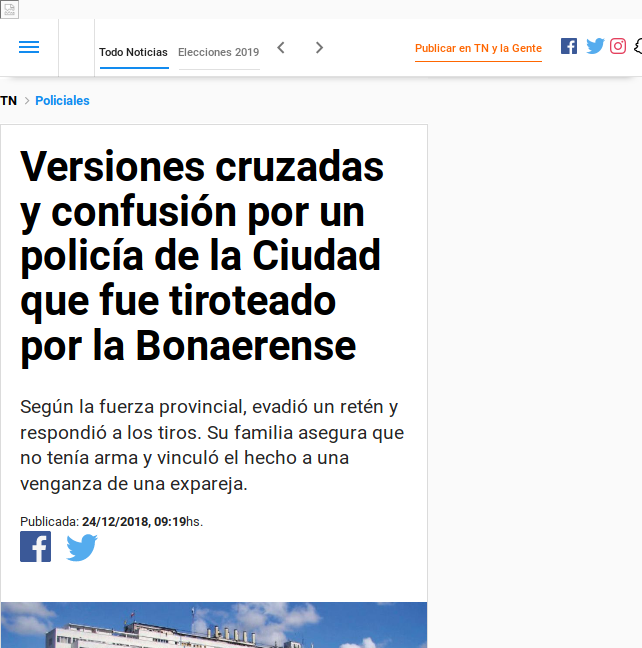 Todo Noticias Elecciones 2019 Publicar en TN y la Gente
TN Policiales
Versiones cruzadas
y confusión por un
policía de la Ciudad
que fue tiroteado
por la Bonaerense
Según la fuerza provincial, evadió un retén y
respondió a los tiros. Su familia asegura que
no tenía arma y vinculó el hecho a una
venganza de una expareja.
Publicada: 24/12/2018, 09:19hs.